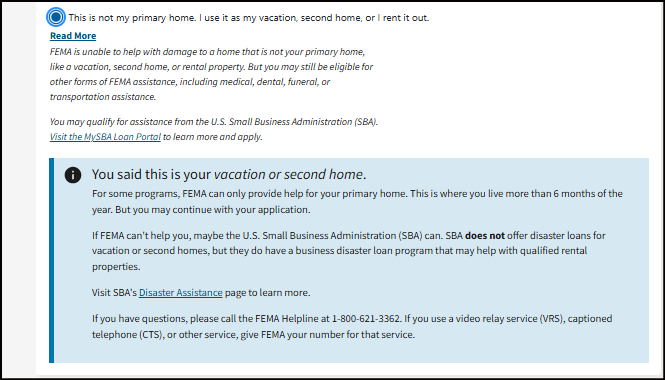 This is not my primary home. I use it as my vacation, second home, or I rent it out.
Read More
FEMA is unable to help with damage to a home that is not your primary home,
like a vacation, second home, or rental property. But you may still be eligible for
other forms of FEMA assistance, including medical, dental, funeral, or
transportation assistance.
You may qualify for assistance from the U.S. Small Business Administration (SBA).
Visit the MySBA Loan Portal to learn more and apply.
You said this is your vacation or second home.
For some programs, FEMA can only provide help for your primary home. This is where you live more than 6 months of the
year. But you may continue with your application.
If FEMA can't help you, maybe the U.S. Small Business Administration (SBA) can. SBA does not offer disaster loans for
vacation or second homes, but they do have a business disaster loan program that may help with qualified rental
properties.
Visit SBA's Disaster Assistance page to learn more.
If you have questions, please call the FEMA Helpline at 1-800-621-3362. If you use a video relay service (VRS), captioned
telephone (CTS), or other service, give FEMA your number for that service.